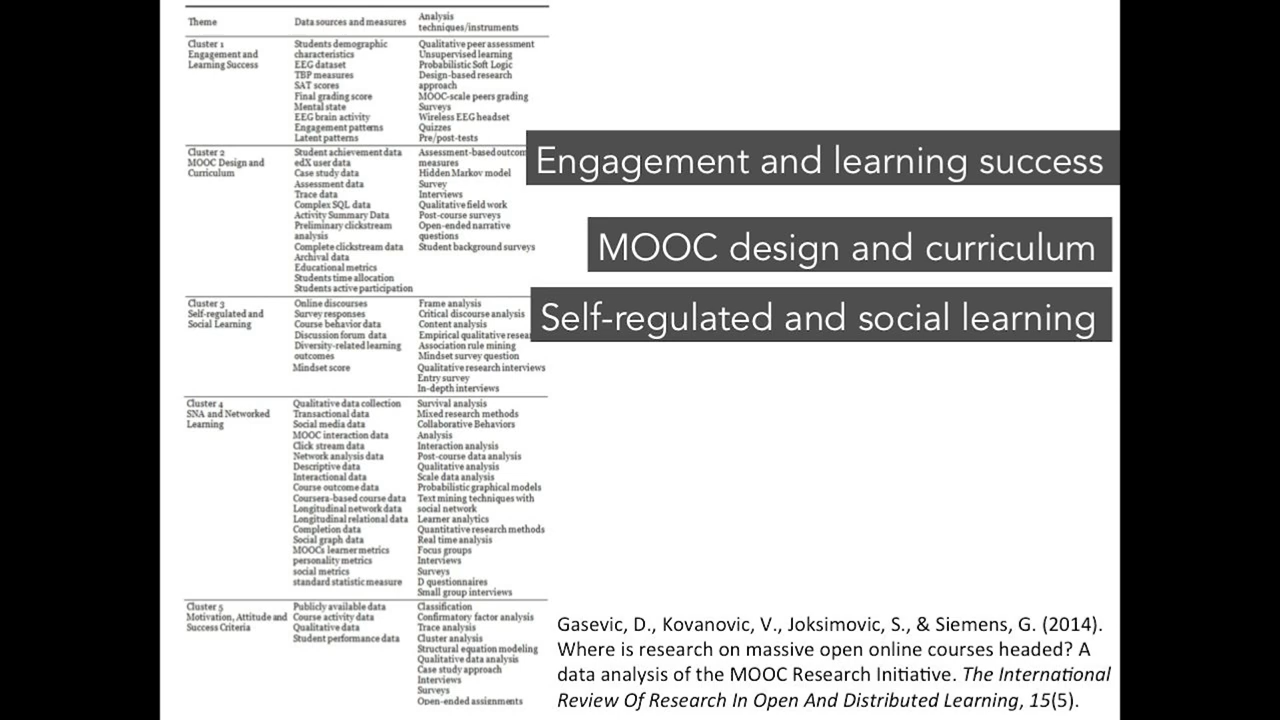 Theme Data sources and measures Analysis techniques/instruments
Cluster 1
Engagement and
Learning Success
Students demographic
characteristics
EEG dataset
TBP measures
SAT scores
Final grading score
Mental state
EEG brain activity
Engagement patterns
Latent patterns
Qualitative peer assessment
Unsupervised learning
Probabilistic Soft Logic
Design-based research
approach
MOOC-scale peers grading
Surveys
Wireless EEG headset
Quizzes
Pre/post-tests
Cluster 2
MOOC Design and
Curriculum
Student achievement data
edX user data
Case study data
Assessment data
Trace data
Complex SQL data
Activity Summary Data
Preliminary clickstream
analysis
Complete clickstream data
Archival data
Educational metrics
Students time allocation
Students active participation
Assessment-based outcom
measures
Hidden Markov model
Survey
Interviews
Qualitative field work
Post-course surveys
Open-ended narrative
questions
Student background surveys
Cluster 3
Self-regulated and
Social Learning
Online discourses
Survey responses
Course behavior data
Discussion forum data
Diversity-related learning
outcomes
Mindset score
Frame analysis
Critical discourse analysis
Content analysis
Empirical qualitative resear
Association rule mining
Mindset survey question
Qualitative research interviews
Entry survey
In-depth interviews
Cluster 4
SNA and Networked
Learning
Qualitative data collection
Transactional data
Social media data
MOOC interaction data
Click stream data
Network analysis data
Descriptive data
Interactional data
Course outcome data
Coursera-based course data
Longitudinal network data
Longitudinal relational data
Completion data
Social graph data
MOOCs learner metrics
personality metrics
social metrics
standard statistic measure
Survival analysis
Mixed research methods
Collaborative Behaviors
Analysis
Interaction analysis
Post-course data analysis
Qualitative analysis
Scale data analysis
Probabilistic graphical models
Text mining techniques with
social network
Learner analytics
Quantitative research methods
Real time analysis
Focus groups
Interviews
Surveys
D questionnaires
Small group interviews
Cluster 5
Motivation, Attitude and
Success Criteria
Publicly available data
Course activity data
Qualitative data
Student performance data
Classification
Confirmatory factor analysis
Trace analysis
Cluster analysis
Structural equation modeling
Qualitative data analysis
Case study approach
Interviews
Surveys
Open-ended assignments
Engagement and learning success
MOOC design and curriculum
Self-regulated and social learning
Gasevic, D., Kovanovic, V., Joksimovic, S., & Siemens, G. (2014).
Where is research on massive open online courses headed? A
data analysis of the MOOC Research Initiative. The International
Review Of Research In Open And Distributed Learning, 15(5).